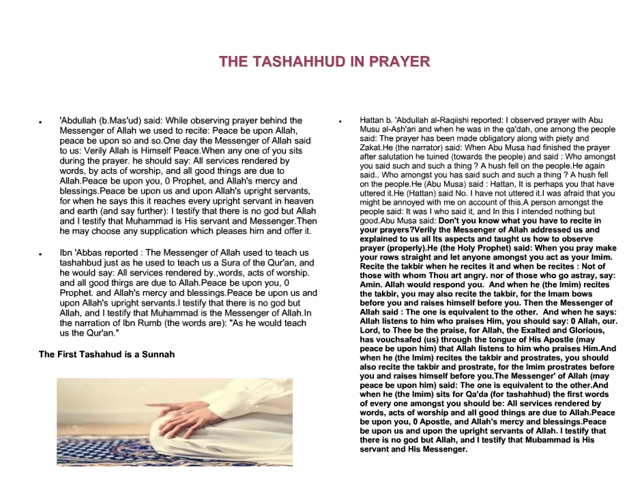 THE TASHAHHUD IN PRAYER
• 'Abdullah (b.Mas'ud) said: While observing prayer behind the
Messenger of Allah we used to recite: Peace be upon Allah,
peace be upon so and so.One day the Messenger of Allah said
to us: Verily Allah is Himself Peace.When any one of you sits
during the prayer. he should say: All services rendered by
words, by acts of worship, and all good things are due to
Allah.Peace be upon you, 0 Prophet, and Allah's mercy and
blessings.Peace be upon us and upon Allah's upright servants,
for when he says this it reaches every upright servant in heaven
and earth (and say further): I testify that there is no god but Allah
and I testify that Muhammad is His servant and Messenger.Then
he may choose any supplication which pleases him and offer it.
• Ibn 'Abbas reported : The Messenger of Allah used to teach us
tashahbud just as he used to teach us a Sura of the Qur'an, and
he would say: All services rendered by.,words, acts of worship.
and all good thirgs are due to Allah.Peace be upon you, 0
Prophet. and Allah's mercy and blessings.Peace be upon us and
upon Allah's upright servants.I testify that there is no god but
Allah, and I testify that Muhammad is the Messenger of Allah.In
the narration of Ibn Rumb (the words are): "As he would teach
us the Qur'an."
The First Tashahud is a Sunnah
• Hattan b. 'Abdullah al-Raqiishi reported: I observed prayer with Abu
Musu al-Ash'ari and when he was in the qa'dah, one among the people
said: The prayer has been made obligatory along with piety and
Zakat.He (the narrator) said: When Abu Musa had finished the prayer
after salutation he tuined (towards the people) and said : Who amongst
you said such and such a thing ? A hush fell on the people.He again
said.. Who amongst you has said such and such a thing ? A hush fell
on the people.He (Abu Musa) said : Hattan, It is perhaps you that have
uttered it.He (Hattan) said No. I have not uttered it.I was afraid that you
might be annoyed with me on account of this.A person amongst the
people said: It was I who said it, and In this I intended nothing but
good.Abu Musa said: Don't you know what you have to recite in
your prayers?Verily the Messenger of Allah addressed us and
explained to us all Its aspects and taught us how to observe
prayer (properly).He (the Holy Prophet) said: When you pray make
your rows straight and let anyone amongst you act as your Imim.
Recite the takbir when he recites it and when be recites : Not of
those with whom Thou art angry. nor of those who go astray, say:
Amin. Allah would respond you. And when he (the Imim) recites
the takbir, you may also recite the takbir, for the Imam bows
before you and raises himself before you. Then the Messenger of
Allah said : The one is equivalent to the other. And when he says:
Allah listens to him who praises Him, you should say: 0 Allah, our.
Lord, to Thee be the praise, for Allah, the Exalted and Glorious,
has vouchsafed (us) through the tongue of His Apostle (may
peace be upon him) that Allah listens to him who praises Him.And
when he (the Imim) recites the takbir and prostrates, you should
also recite the takbir and prostrate, for the Imim prostrates before
you and raises himself before you.The Messenger' of Allah (may
peace be upon him) said: The one is equivalent to the other.And
when he (the Imim) sits for Qa'da (for tashahhud) the first words
of every one amongst you should be: All services rendered by
words, acts of worship and all good things are due to Allah.Peace
be upon you, 0 Apostle, and Allah's mercy and blessings.Peace
be upon us and upon the upright servants of Allah. I testify that
there is no god but Allah, and I testify that Mubammad is His
servant and His Messenger.